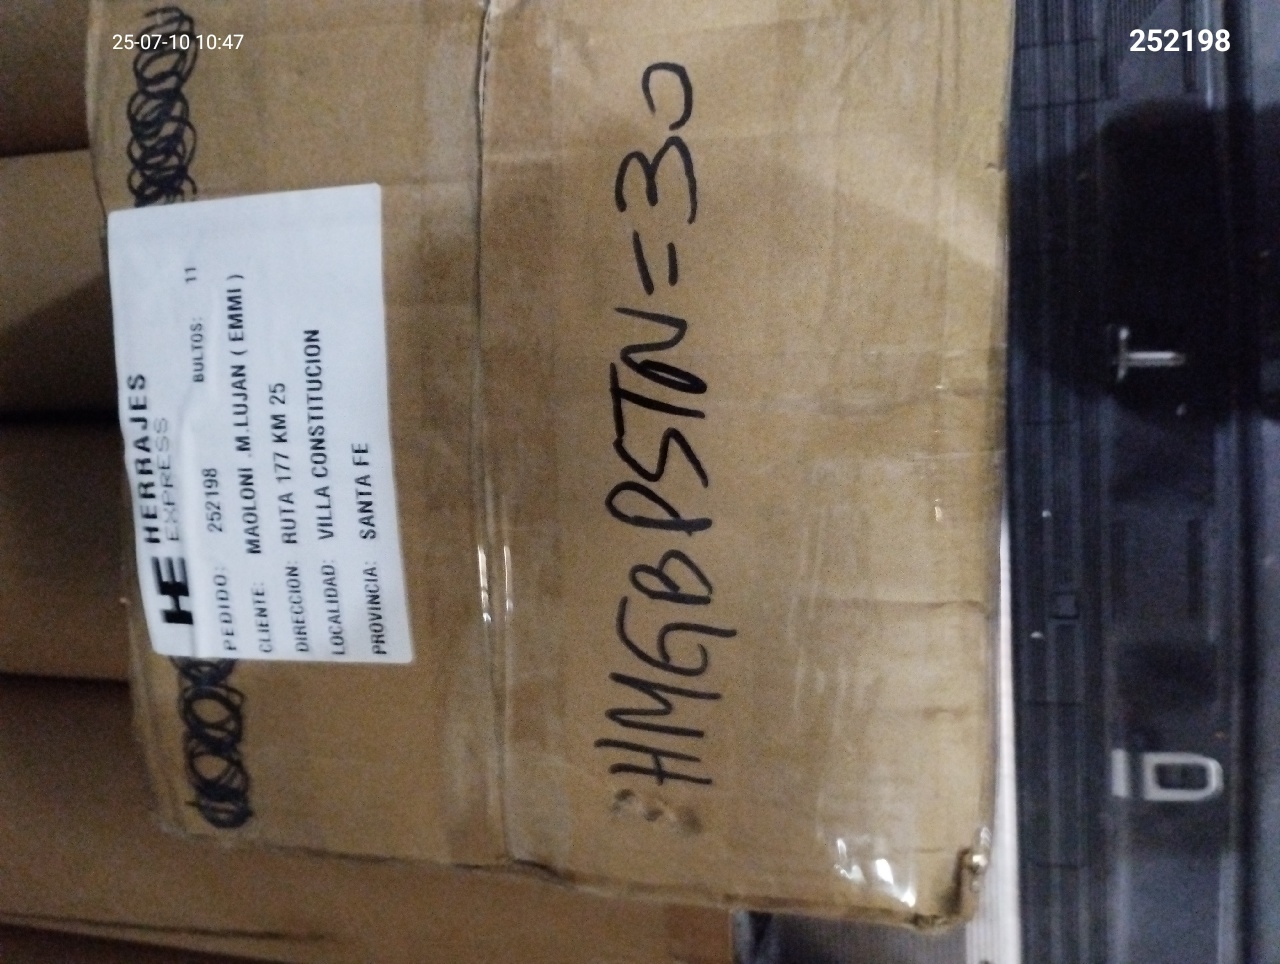 25-07-10 10:47
252198
HE HERRAJES
EXPRESS
BULTOS: 11
PEDIDO: 252198
CLIENTE: MAOLONI .M.LUJAN ( EMMI )
DIRECCION: RUTA 177 KM 25
LOCALIDAD: VILLA CONSTITUCION
PROVINCIA: SANTA FE
HMGBPSTN=30